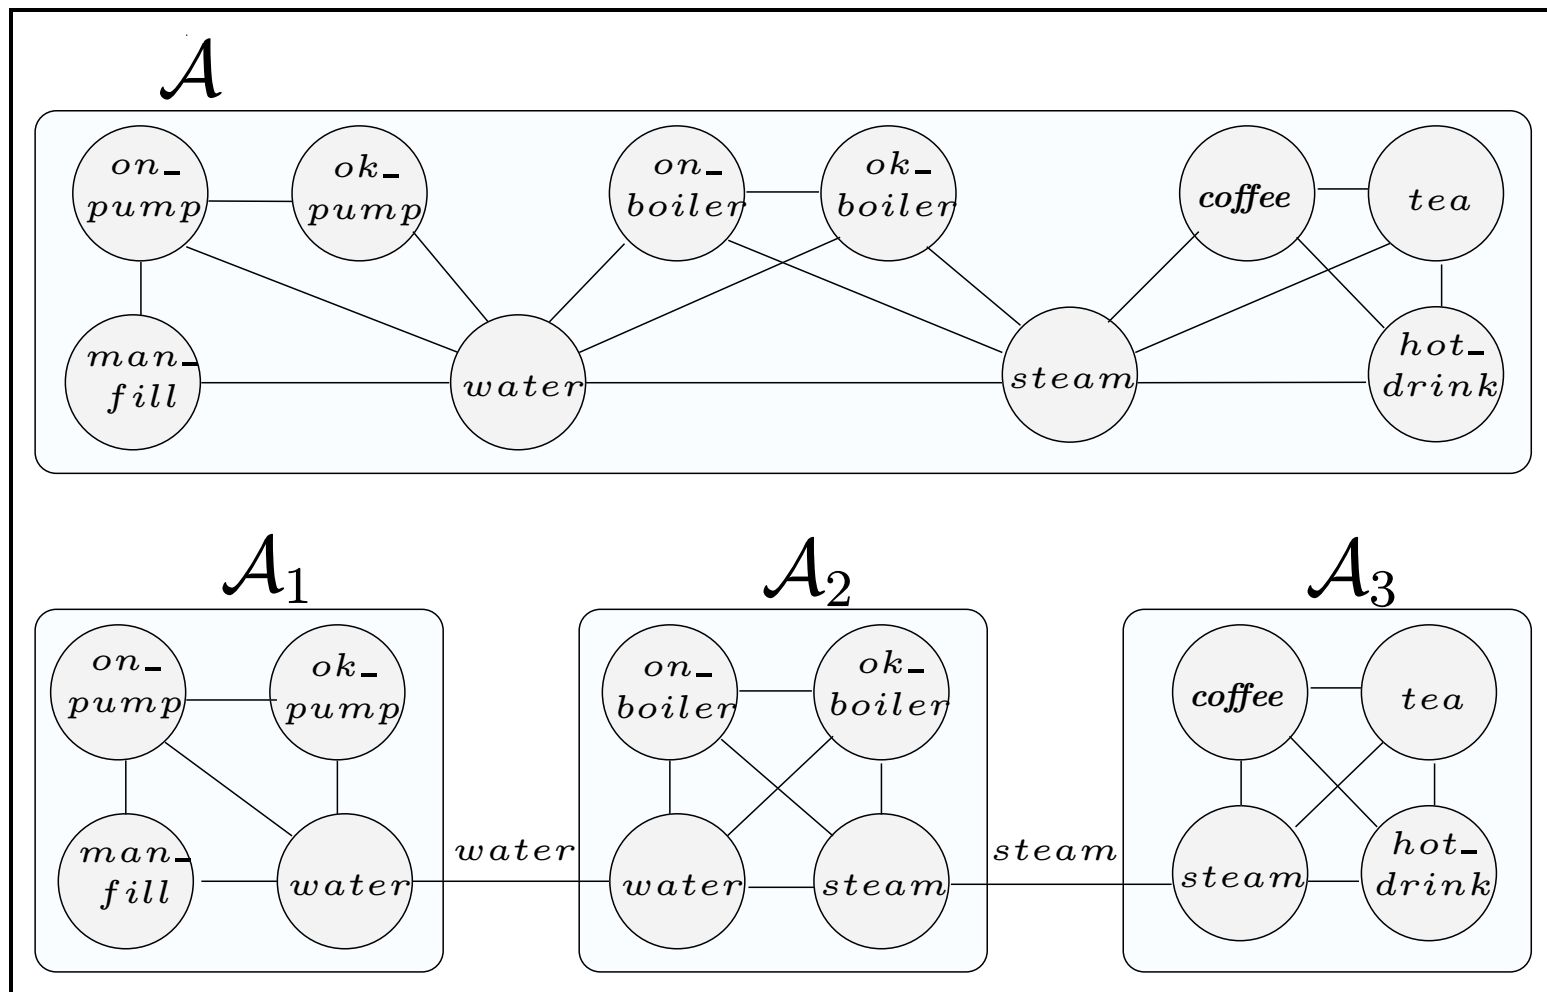 𝒜
on_
pump
ok_
pump
on_
boiler
ok_
boiler
coffee
tea
man_
fill
water
steam
hot_
drink
𝒜₁
𝒜₂
𝒜₃
on_
pump
ok_
pump
on_
boiler
ok_
boiler
coffee
tea
man_
fill
water
water
water
steam
steam
steam
hot_
drink